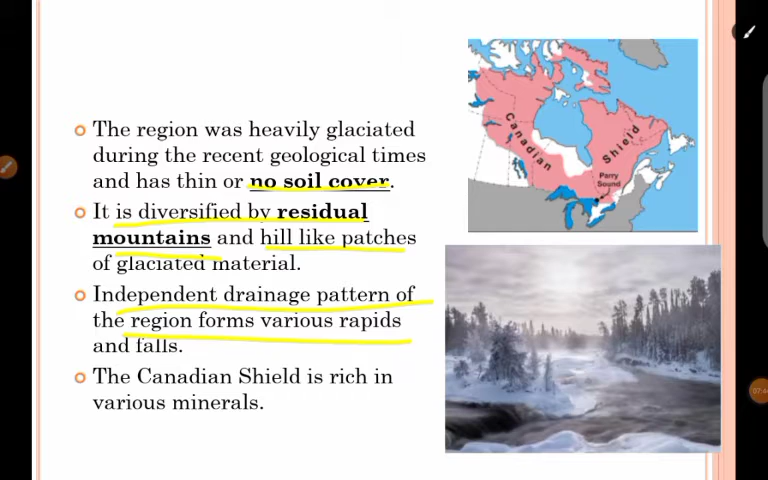 The region was heavily glaciated
during the recent geological times
and has thin or no soil cover.
It is diversified by residual
mountains and hill like patches
of glaciated material.
Independent drainage pattern of
the region forms various rapids
and falls.
The Canadian Shield is rich in
various minerals.
Canadian Shield
Parry
Sound